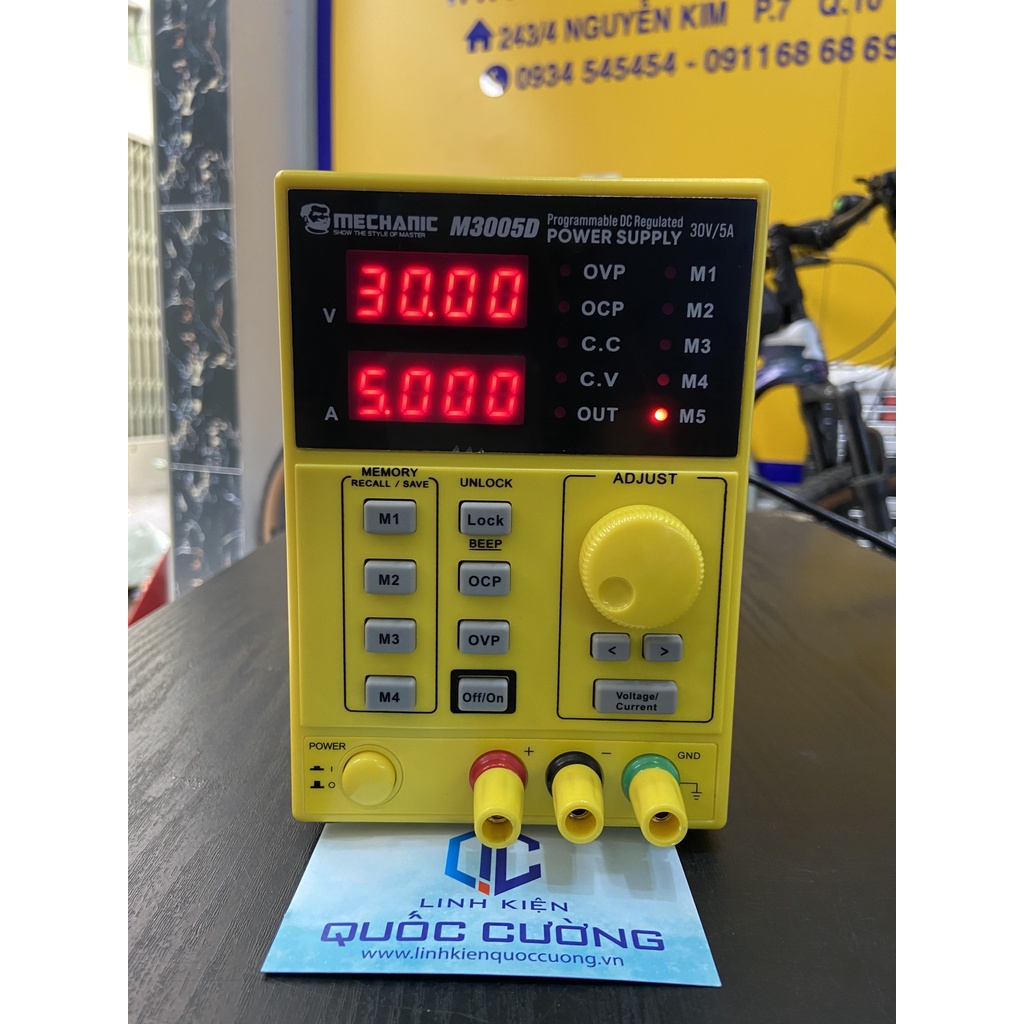 243/4 NGUYỄN KIM P.7 Q.10
0934 545454 - 091168 68 69
MECHANIC
SHOW THE STYLE OF MASTER
M3005D
Programmable DC Regulated
POWER SUPPLY
30V/5A
30.00
V
5.000
A
OVP
OCP
C.C
C.V
OUT
M1
M2
M3
M4
M5
MEMORY
RECALL / SAVE
M1
M2
M3
M4
UNLOCK
Lock
BEEP
OCP
OVP
Off/On
ADJUST
<
>
Voltage/
Current
POWER
I
O
+
−
GND
LINH KIỆN
QUỐC CƯỜNG
www.linhkienquoccuong.vn